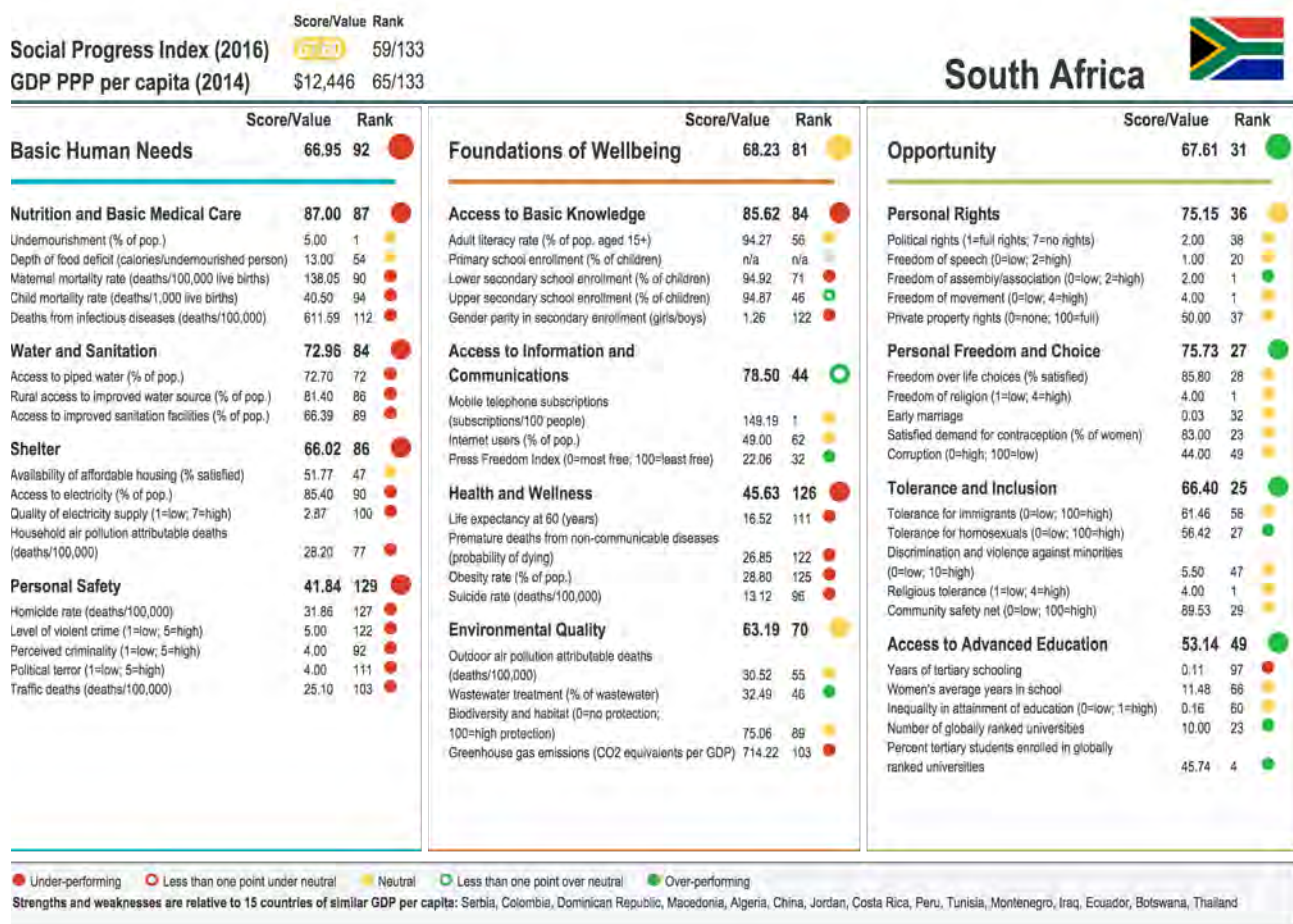 Score/Value Rank
Social Progress Index (2016) 59/133
GDP PPP per capita (2014) $12,446 65/133
South Africa
Score/Value Rank
Basic Human Needs 66.95 92
Nutrition and Basic Medical Care 87.00 87
Undernourishment (% of pop.) 5.00 1
Depth of food deficit (calories/undernourished person) 13.00 54
Maternal mortality rate (deaths/100,000 live births) 138.05 90
Child mortality rate (deaths/1,000 live births) 40.50 94
Deaths from infectious diseases (deaths/100,000) 611.59 112
Water and Sanitation 72.96 84
Access to piped water (% of pop.) 72.70 72
Rural access to improved water source (% of pop.) 81.40 86
Access to improved sanitation facilities (% of pop.) 66.39 89
Shelter 66.02 86
Availability of affordable housing (% satisfied) 51.77 47
Access to electricity (% of pop.) 85.40 90
Quality of electricity supply (1=low; 7=high) 2.87 100
Household air pollution attributable deaths
(deaths/100,000) 28.20 77
Personal Safety 41.84 129
Homicide rate (deaths/100,000) 31.86 127
Level of violent crime (1=low; 5=high) 5.00 122
Perceived criminality (1=low; 5=high) 4.00 92
Political terror (1=low; 5=high) 4.00 111
Traffic deaths (deaths/100,000) 25.10 103
Score/Value Rank
Foundations of Wellbeing 68.23 81
Access to Basic Knowledge 85.62 84
Adult literacy rate (% of pop. aged 15+) 94.27 56
Primary school enrollment (% of children) n/a n/a
Lower secondary school enrollment (% of children) 94.92 71
Upper secondary school enrollment (% of children) 94.87 46
Gender parity in secondary enrollment (girls/boys) 1.26 122
Access to Information and
Communications 78.50 44
Mobile telephone subscriptions
(subscriptions/100 people) 149.19 1
Internet users (% of pop.) 49.00 62
Press Freedom Index (0=most free; 100=least free) 22.06 32
Health and Wellness 45.63 126
Life expectancy at 60 (years) 16.52 111
Premature deaths from non-communicable diseases
(probability of dying) 26.85 122
Obesity rate (% of pop.) 28.80 125
Suicide rate (deaths/100,000) 13.12 96
Environmental Quality 63.19 70
Outdoor air pollution attributable deaths
(deaths/100,000) 30.52 55
Wastewater treatment (% of wastewater) 32.49 46
Biodiversity and habitat (0=no protection;
100=high protection) 75.06 89
Greenhouse gas emissions (CO2 equivalents per GDP) 714.22 103
Score/Value Rank
Opportunity 67.61 31
Personal Rights 75.15 36
Political rights (1=full rights; 7=no rights) 2.00 38
Freedom of speech (0=low; 2=high) 1.00 20
Freedom of assembly/association (0=low; 2=high) 2.00 1
Freedom of movement (0=low; 4=high) 4.00 1
Private property rights (0=none; 100=full) 50.00 37
Personal Freedom and Choice 75.73 27
Freedom over life choices (% satisfied) 85.80 28
Freedom of religion (1=low; 4=high) 4.00 1
Early marriage 0.03 32
Satisfied demand for contraception (% of women) 83.00 23
Corruption (0=high; 100=low) 44.00 49
Tolerance and Inclusion 66.40 25
Tolerance for immigrants (0=low; 100=high) 61.46 56
Tolerance for homosexuals (0=low; 100=high) 56.42 27
Discrimination and violence against minorities
(0=low; 10=high) 5.50 47
Religious tolerance (1=low; 4=high) 4.00 1
Community safety net (0=low; 100=high) 89.53 29
Access to Advanced Education 53.14 49
Years of tertiary schooling 0.11 97
Women's average years in school 11.48 66
Inequality in attainment of education (0=low; 1=high) 0.16 60
Number of globally ranked universities 10.00 23
Percent tertiary students enrolled in globally
ranked universities 45.74 4
Under-performing Less than one point under neutral Neutral Less than one point over neutral Over-performing
Strengths and weaknesses are relative to 15 countries of similar GDP per capita: Serbia, Colombia, Dominican Republic, Macedonia, Algeria, China, Jordan, Costa Rica, Peru, Tunisia, Montenegro, Iraq, Ecuador, Botswana, Thailand